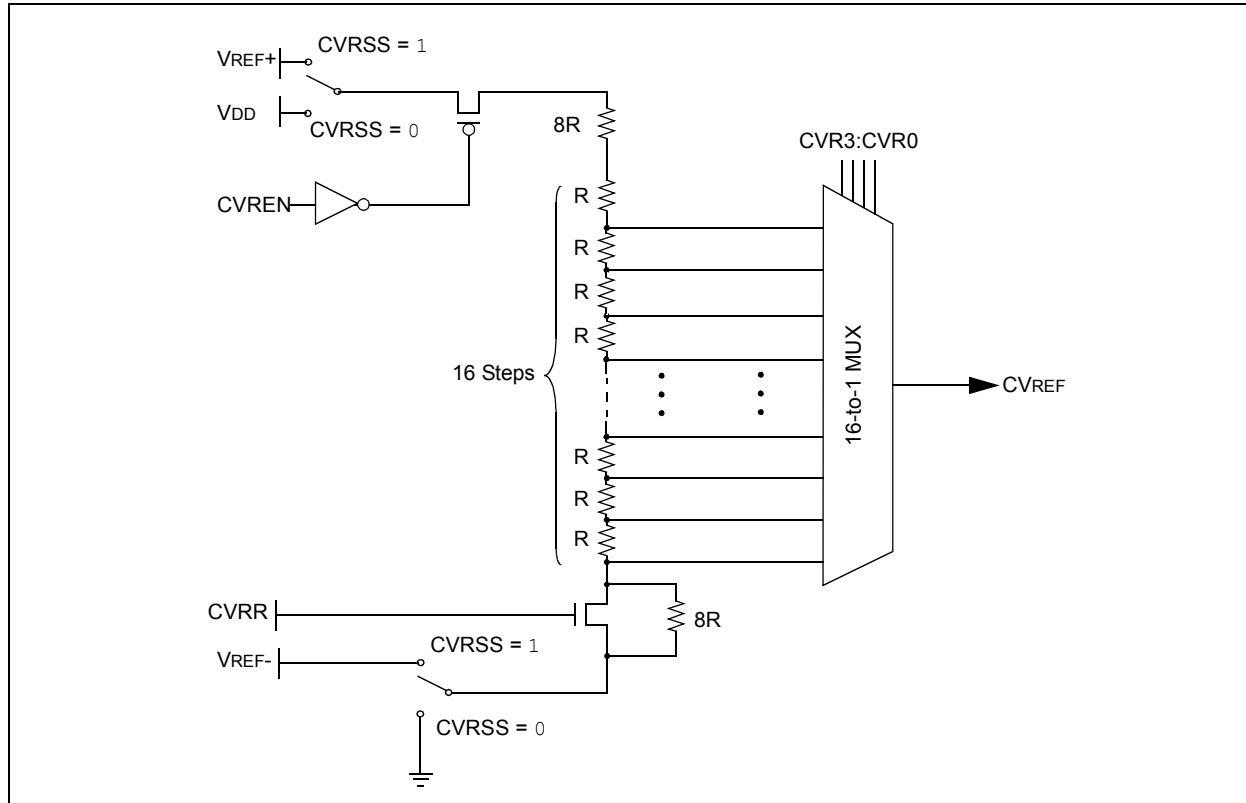 CVRSS = 1
VREF+
VDD
CVRSS = 0
8R
CVREN
CVR3:CVR0
R
R
R
R
16 Steps
16-to-1 MUX
CVREF
R
R
R
CVRR
8R
CVRSS = 1
VREF-
CVRSS = 0